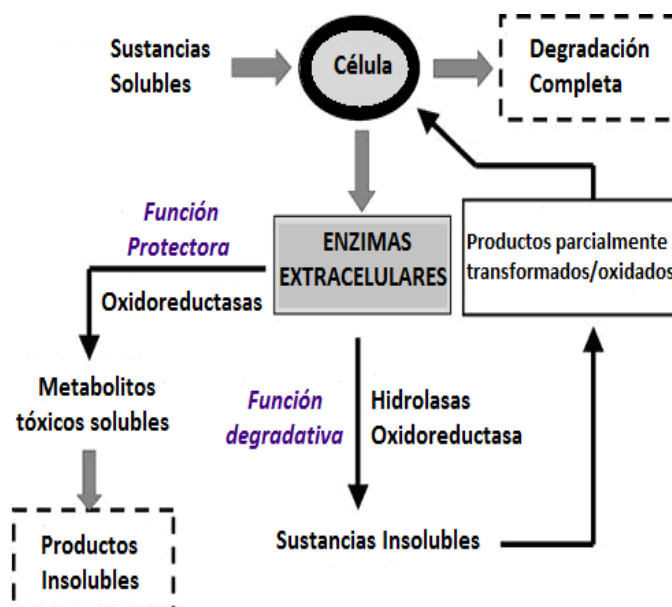 Sustancias
Solubles
Célula
Degradación
Completa
Función
Protectora
ENZIMAS
EXTRACELULARES
Productos parcialmente
transformados/oxidados
Oxidoreductasas
Metabolitos
tóxicos solubles
Función
degradativa
Hidrolasas
Oxidoreductasa
Productos
Insolubles
Sustancias Insolubles